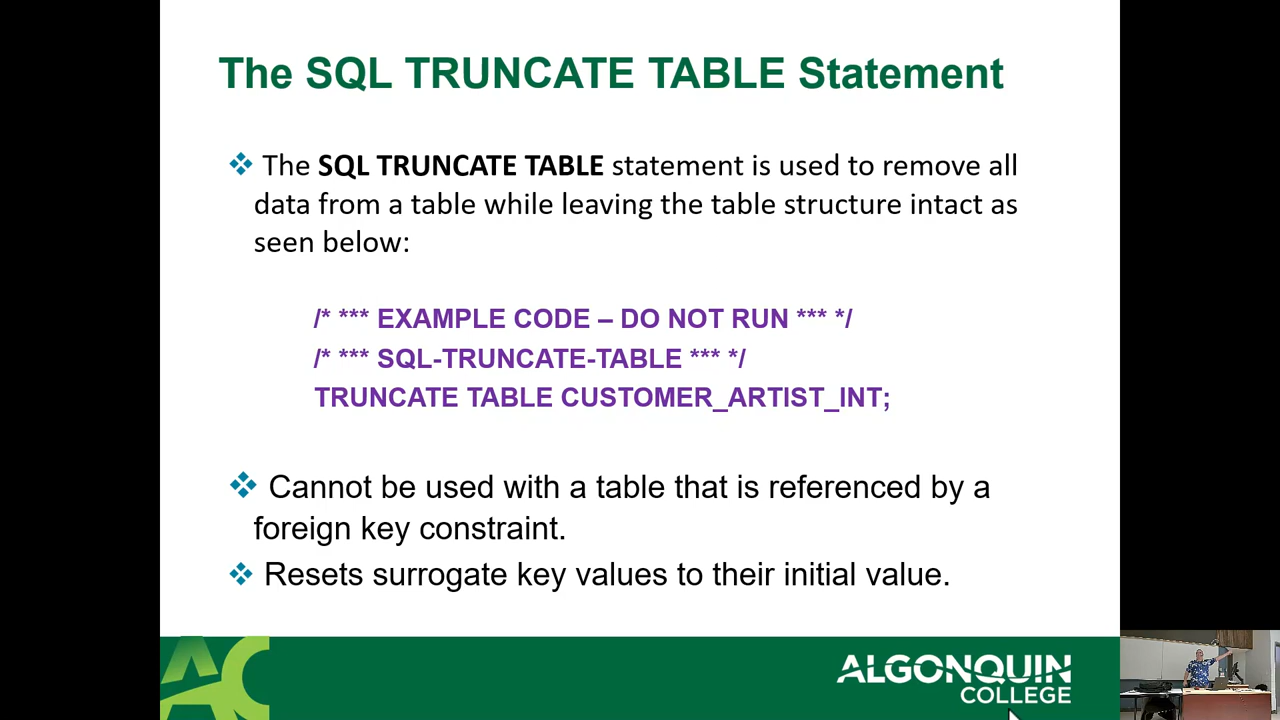 The SQL TRUNCATE TABLE Statement
The SQL TRUNCATE TABLE statement is used to remove all
data from a table while leaving the table structure intact as
seen below:
/* *** EXAMPLE CODE – DO NOT RUN *** */
/* *** SQL-TRUNCATE-TABLE *** */
TRUNCATE TABLE CUSTOMER_ARTIST_INT;
Cannot be used with a table that is referenced by a
foreign key constraint.
Resets surrogate key values to their initial value.
AC
ALGONQUIN
COLLEGE